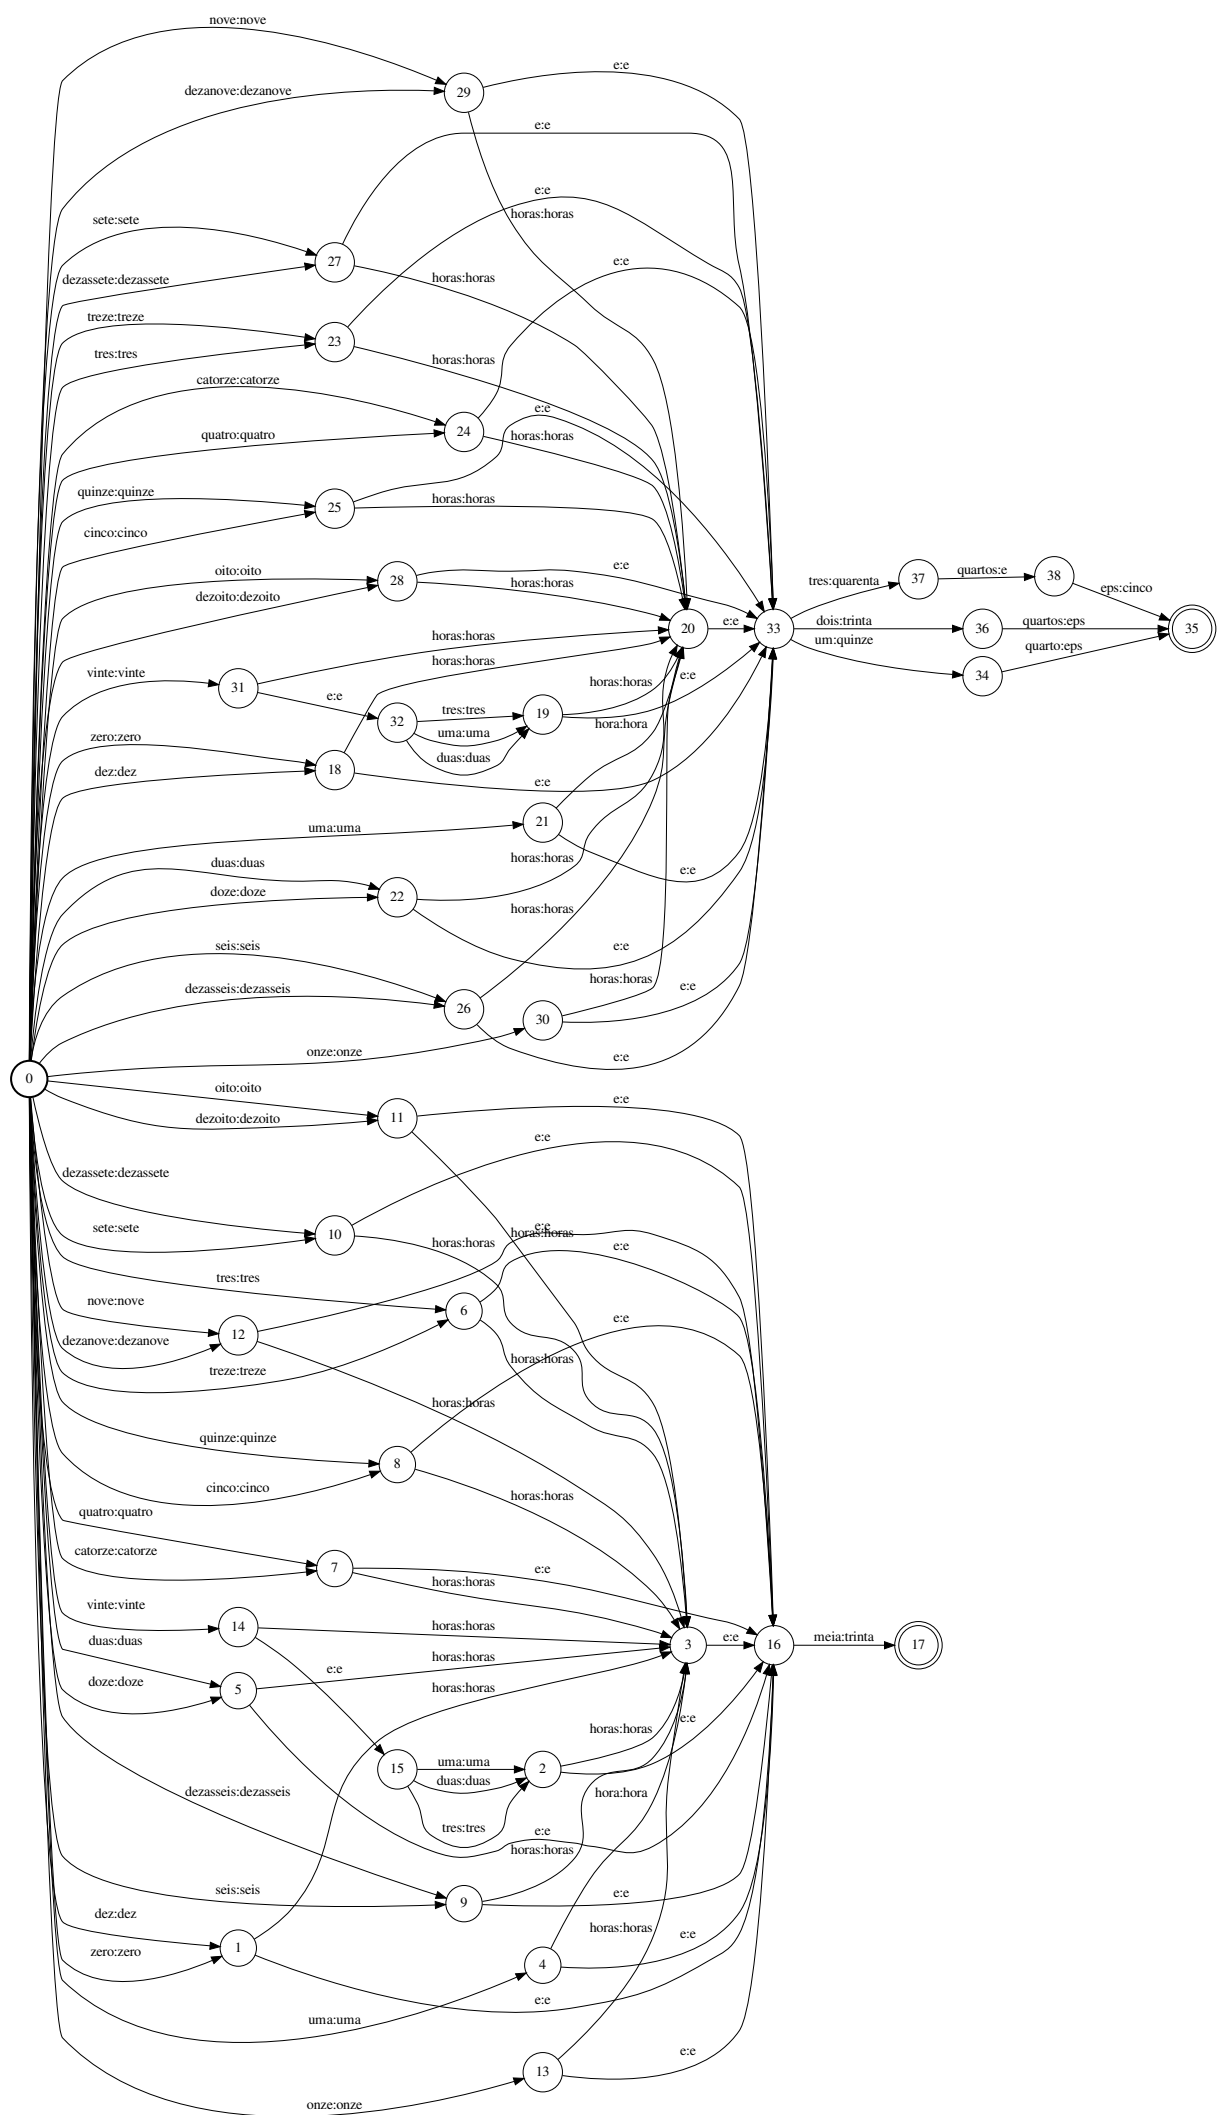 nove:nove
e:e
dezanove:dezanove
29
e:e
sete:sete
e:e
horas:horas
27
e:e
dezassete:dezassete
horas:horas
treze:treze
23
tres:tres
horas:horas
catorze:catorze
e:e
24
quatro:quatro
horas:horas
quinze:quinze
horas:horas
25
cinco:cinco
oito:oito
e:e
28
horas:horas
dezoito:dezoito
tres:quarenta
37
quartos:e
38
eps:cinco
horas:horas
20
e:e
33
dois:trinta
36
quartos:eps
35
um:quinze
quarto:eps
34
vinte:vinte
31
horas:horas
e:e
horas:horas
e:e
32
tres:tres
19
hora:hora
uma:uma
duas:duas
zero:zero
18
dez:dez
e:e
uma:uma
21
duas:duas
horas:horas
e:e
doze:doze
22
horas:horas
seis:seis
e:e
horas:horas
dezasseis:dezasseis
26
30
e:e
onze:onze
e:e
0
oito:oito
e:e
11
dezoito:dezoito
e:e
dezassete:dezassete
sete:sete
10
horas:horas
e:e
horas:horas
e:e
tres:tres
nove:nove
6
e:e
dezanove:dezanove
12
horas:horas
treze:treze
horas:horas
quinze:quinze
8
cinco:cinco
horas:horas
quatro:quatro
catorze:catorze
7
e:e
horas:horas
vinte:vinte
14
horas:horas
3
e:e
16
meia:trinta
17
duas:duas
e:e
horas:horas
doze:doze
5
horas:horas
e:e
15
uma:uma
2
horas:horas
duas:duas
hora:hora
dezasseis:dezasseis
tres:tres
e:e
horas:horas
seis:seis
9
e:e
dez:dez
horas:horas
zero:zero
1
4
e:e
e:e
uma:uma
13
e:e
onze:onze